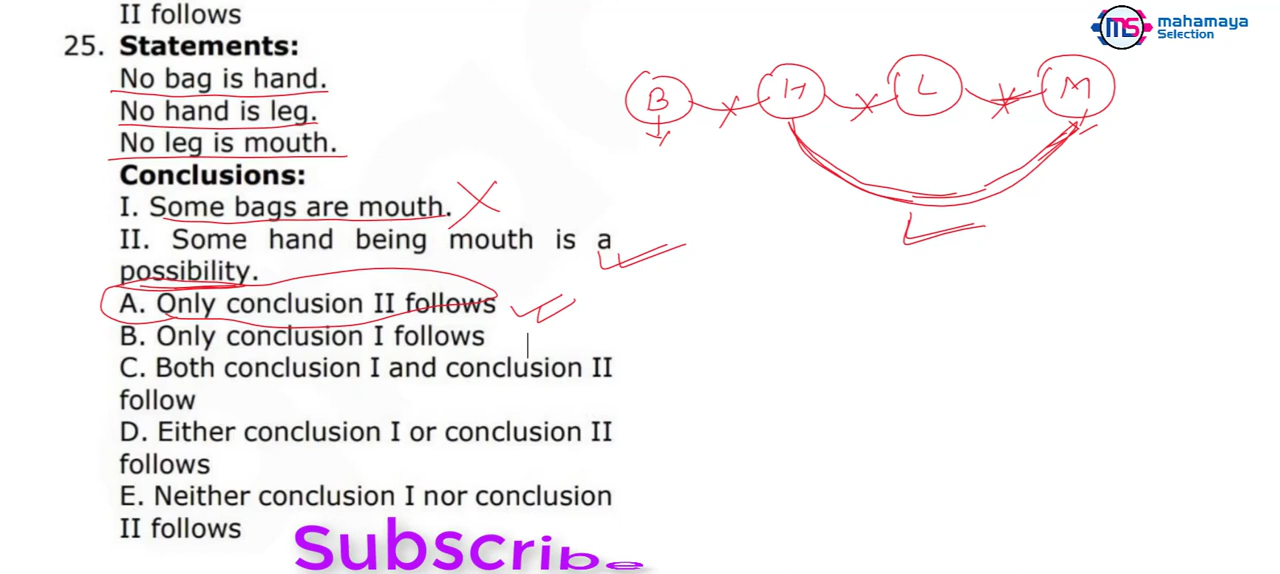 II follows
mahamaya
Selection
MS
25. Statements:
No bag is hand.
No hand is leg.
No leg is mouth.
Conclusions:
I. Some bags are mouth.
II. Some hand being mouth is a
possibility.
A. Only conclusion II follows
B. Only conclusion I follows
C. Both conclusion I and conclusion II
follow
D. Either conclusion I or conclusion II
follows
E. Neither conclusion I nor conclusion
II follows
B H L M
Subscribe